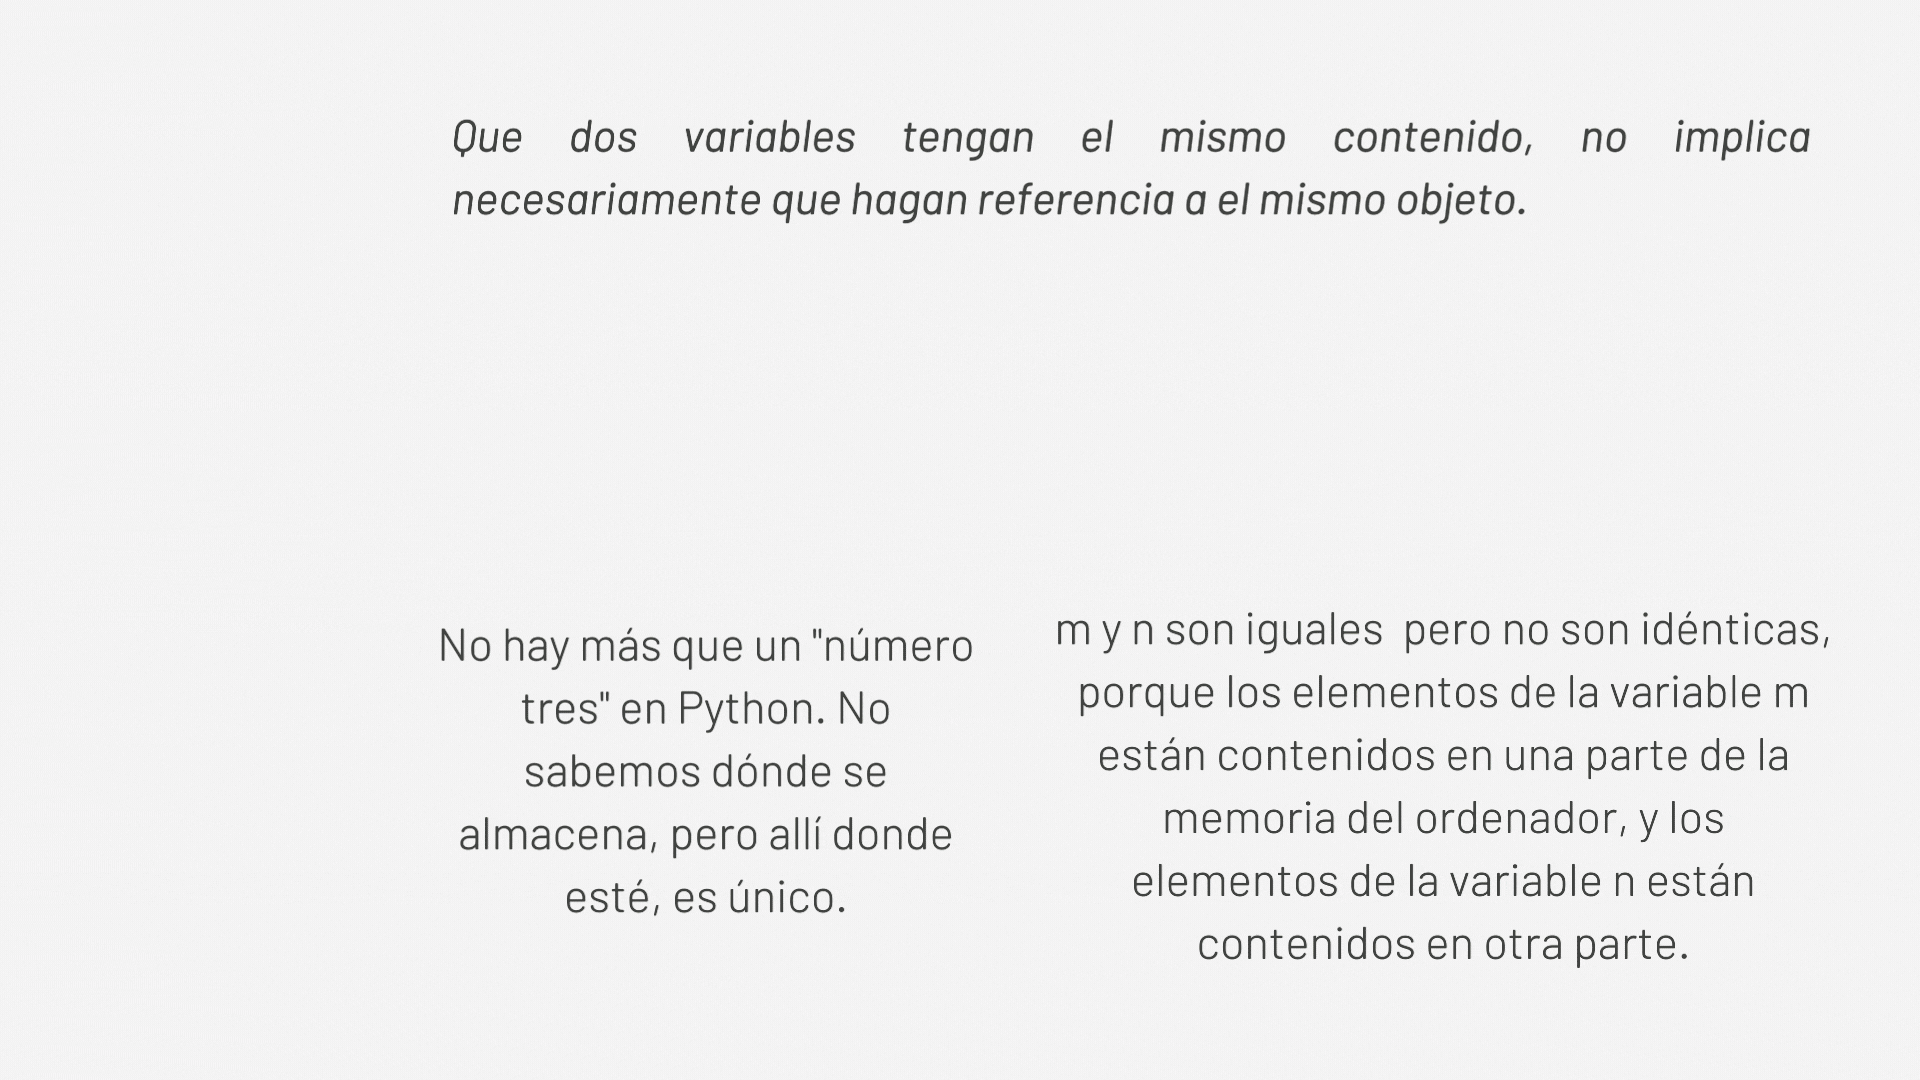 Que dos variables tengan el mismo contenido, no implica
necesariamente que hagan referencia a el mismo objeto.
No hay más que un "número
tres" en Python. No
sabemos dónde se
almacena, pero allí donde
esté, es único.
m y n son iguales  pero no son idénticas,
porque los elementos de la variable m
están contenidos en una parte de la
memoria del ordenador, y los
elementos de la variable n están
contenidos en otra parte.